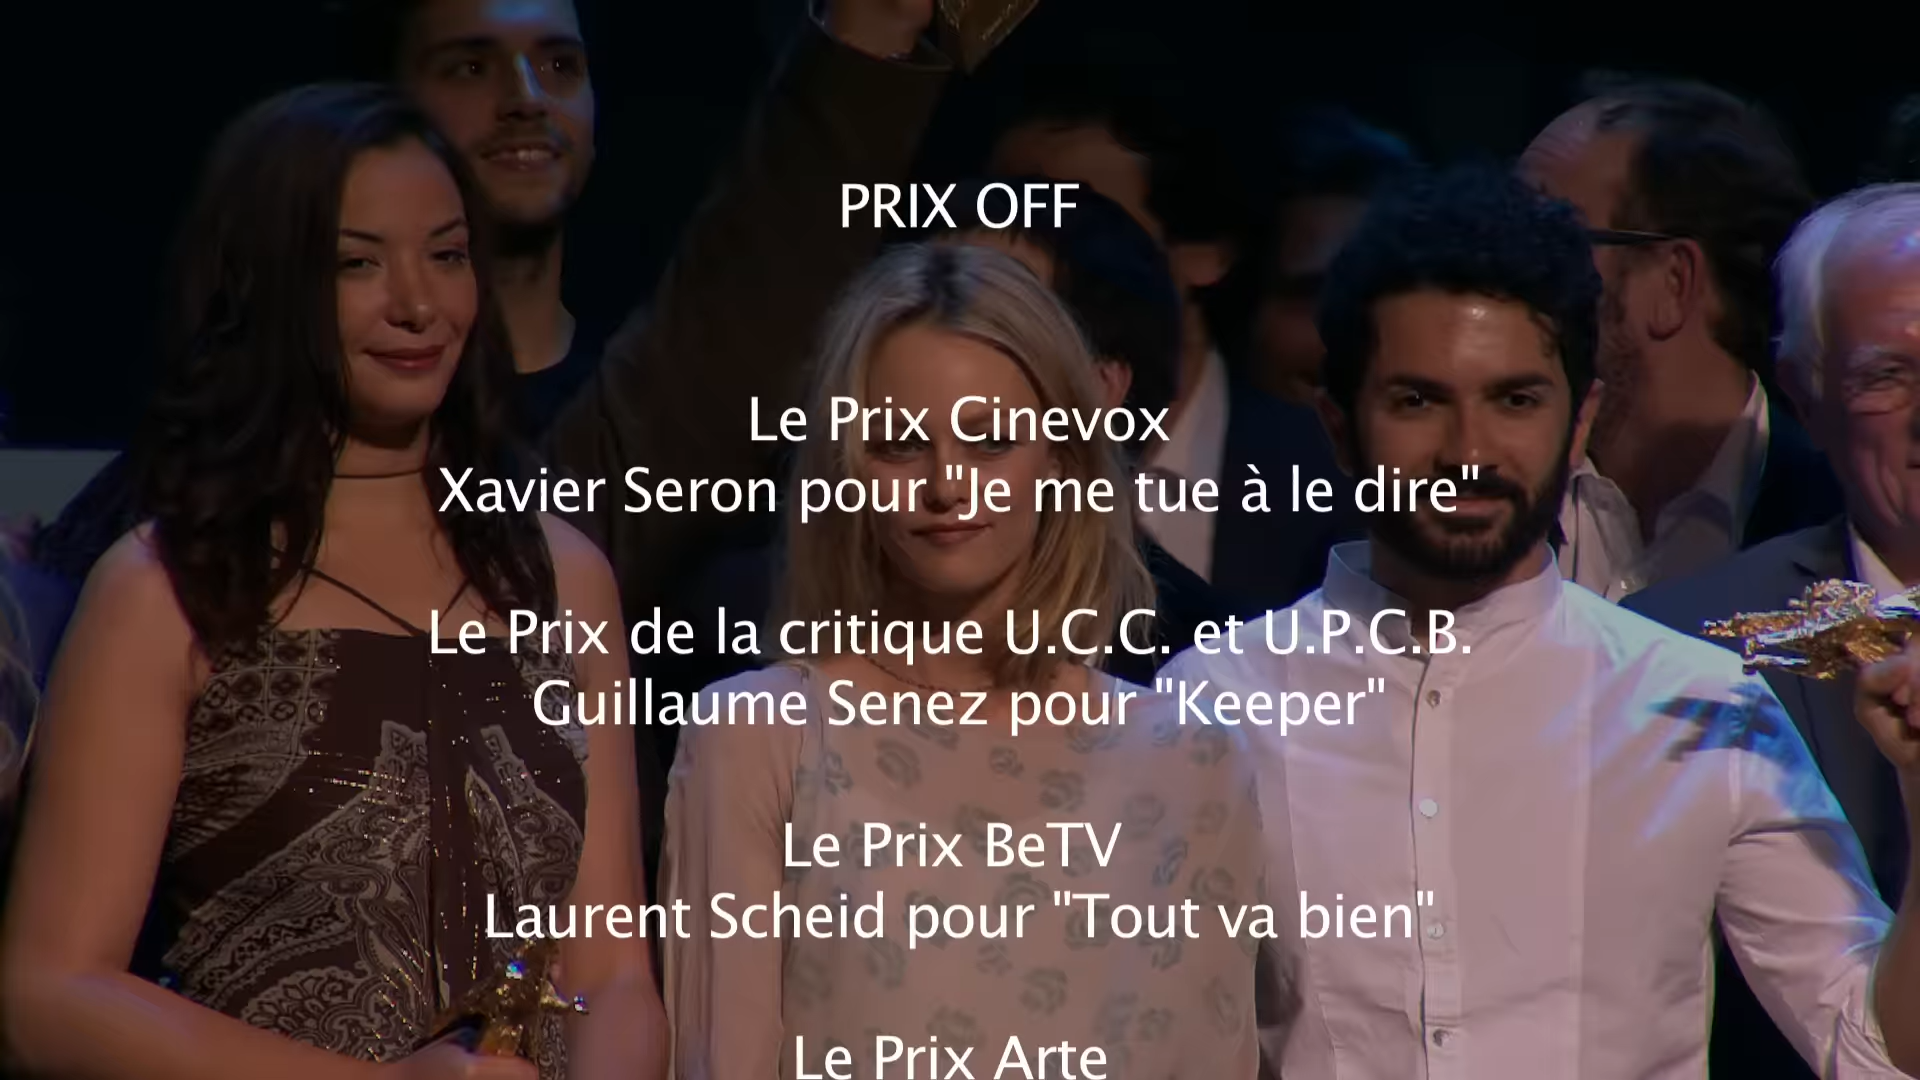 PRIX OFF
Le Prix Cinevox
Xavier Seron pour "Je me tue à le dire"
Le Prix de la critique U.C.C. et U.P.C.B.
Guillaume Senez pour "Keeper"
Le Prix BeTV
Laurent Scheid pour "Tout va bien"
Le Prix Arte